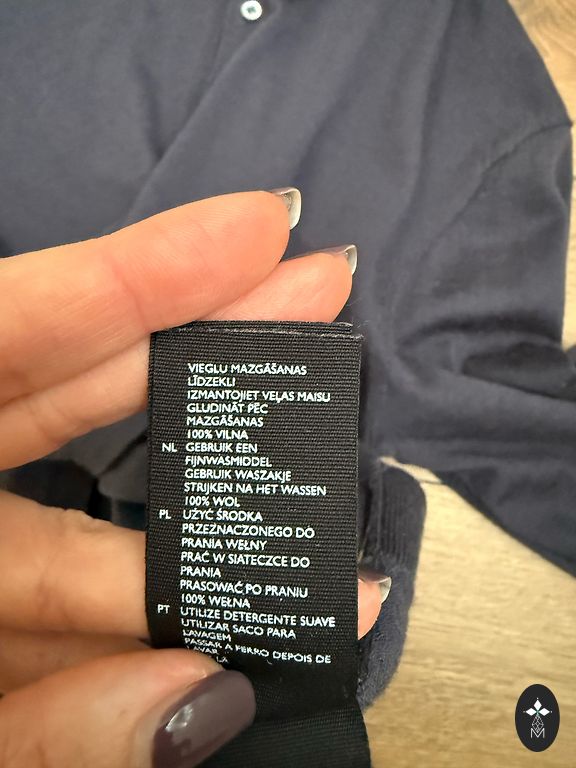 VIEGLU MAZGĀŠANAS
LĪDZEKLI
IZMANTOJIET VEĻAS MAISU
GLUDINĀT PĒC
MAZGĀŠANAS
100% VILNA
NL GEBRUIK EEN
FIJNWASMIDDEL
GEBRUIK WASZAKJE
STRIJKEN NA HET WASSEN
100% WOL
PL UŻYĆ ŚRODKA
PRZEZNACZONEGO DO
PRANIA WEŁNY
PRAĆ W SIATECZCE DO
PRANIA
PRASOWAĆ PO PRANIU
100% WEŁNA
PT UTILIZE DETERGENTE SUAVE
UTILIZAR SACO PARA
LAVAGEM
PASSAR A FERRO DEPOIS DE
LAVAR
M